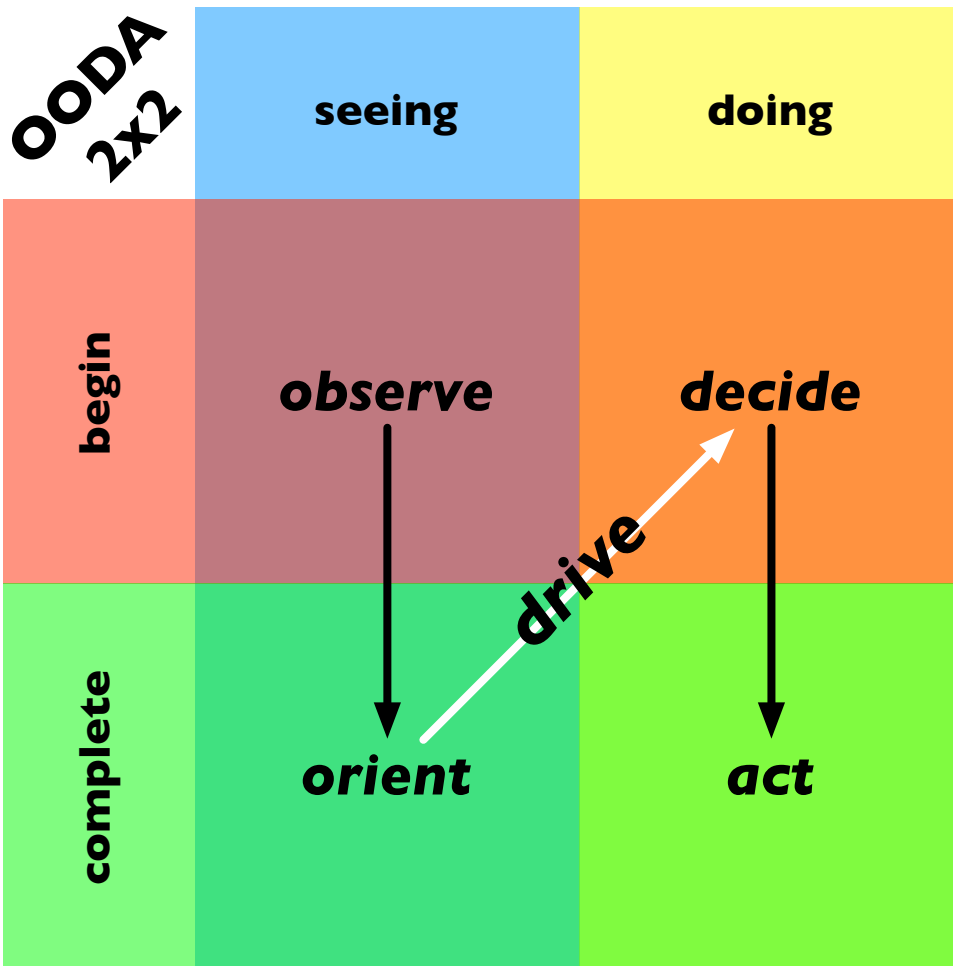 OODA
2x2
seeing
doing
begin
observe
decide
drive
complete
orient
act